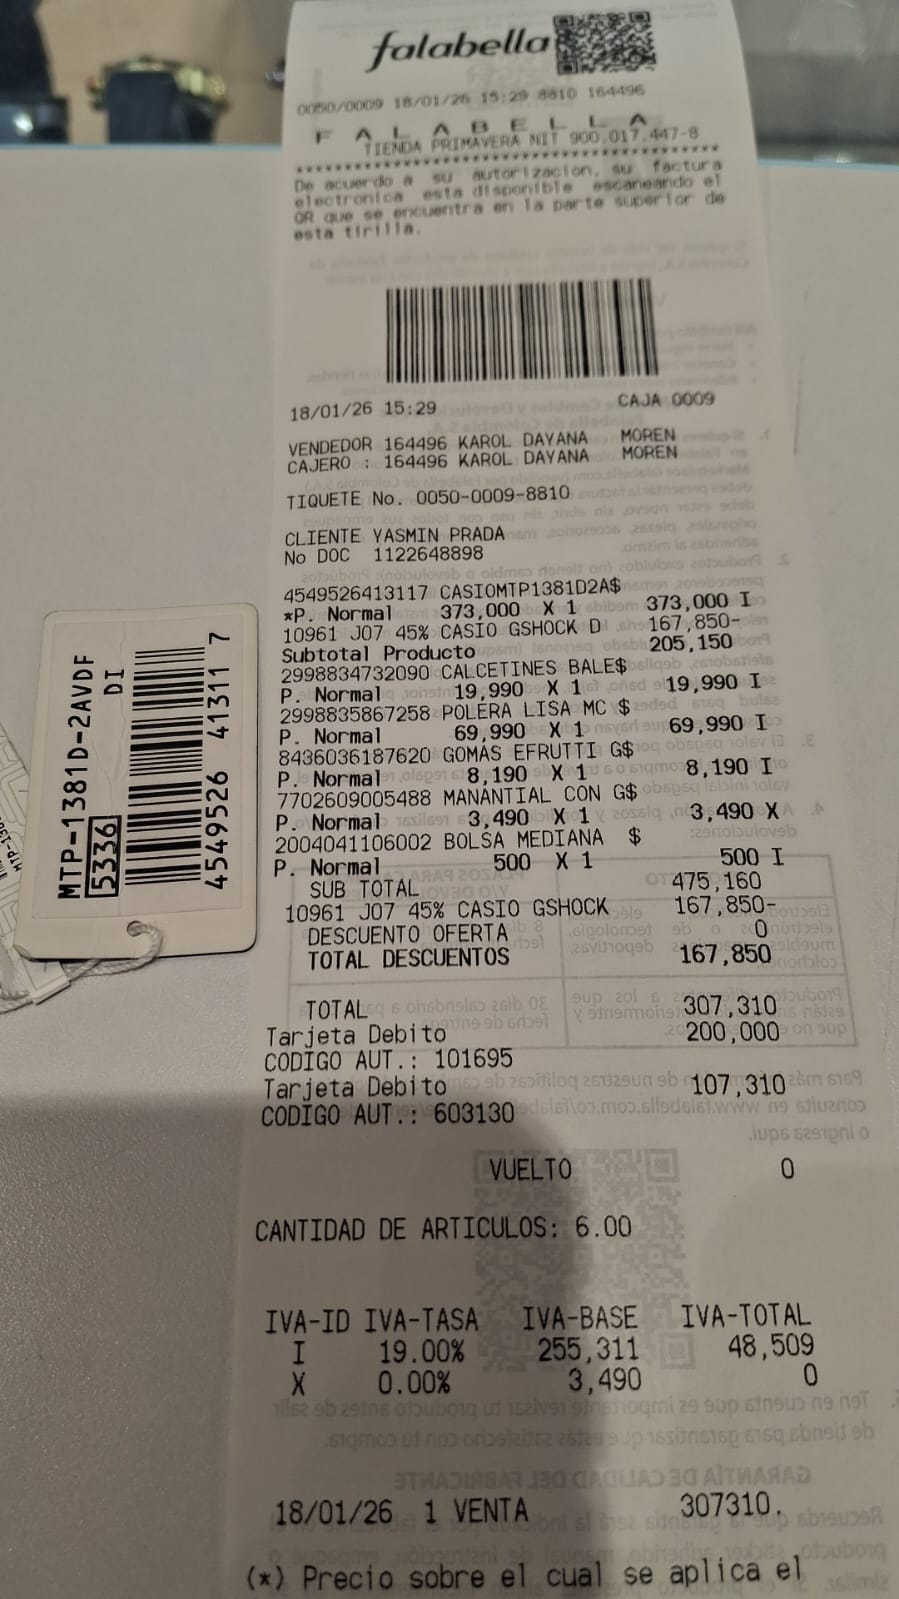 falabella
0050/0009 18/01/26 15:29 8810 164496
F A L A B E L L A
TIENDA PRIMAVERA NIT 900.017.447-8
****************************************
De acuerdo a su autorizacion, su factura
electronica esta disponible escaneando el
QR que se encuentra en la parte superior de
esta tirilla.
18/01/26 15:29 CAJA 0009
VENDEDOR 164496 KAROL DAYANA MOREN
CAJERO : 164496 KAROL DAYANA MOREN
TIQUETE No. 0050-0009-8810
CLIENTE YASMIN PRADA
No DOC 1122648898
4549526413117 CASIOMTP1381D2A$
*P. Normal 373,000 X 1 373,000 I
10961 J07 45% CASIO GSHOCK D 167,850-
Subtotal Producto 205,150
2998834732090 CALCETINES BALE$
P. Normal 19,990 X 1 19,990 I
2998835867258 POLERA LISA MC $
P. Normal 69,990 X 1 69,990 I
8436036187620 GOMAS EFRUTTI G$
P. Normal 8,190 X 1 8,190 I
7702609005488 MANANTIAL CON G$
P. Normal 3,490 X 1 3,490 X
2004041106002 BOLSA MEDIANA $
P. Normal 500 X 1 500 I
SUB TOTAL 475,160
10961 J07 45% CASIO GSHOCK 167,850-
DESCUENTO OFERTA 0
TOTAL DESCUENTOS 167,850
TOTAL 307,310
Tarjeta Debito 200,000
CODIGO AUT.: 101695
Tarjeta Debito 107,310
CODIGO AUT.: 603130
VUELTO 0
CANTIDAD DE ARTICULOS: 6.00
IVA-ID IVA-TASA IVA-BASE IVA-TOTAL
I 19.00% 255,311 48,509
X 0.00% 3,490 0
18/01/26 1 VENTA 307310.
(*) Precio sobre el cual se aplica el
MTP-1381D-2AVDF
DI
5336
4549526 41311 7